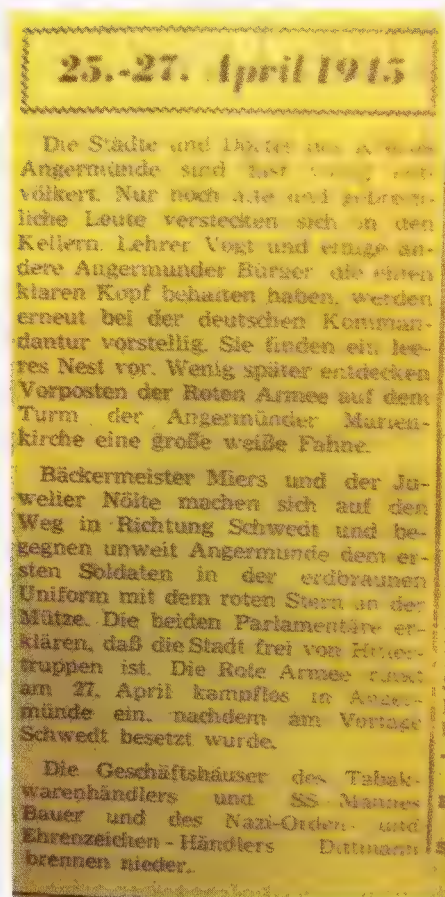 25.-27. April 1945
Die Städte und Dörfer des Kreises
Angermünde sind fast völlig ent-
völkert. Nur noch alte und gebrech-
liche Leute verstecken sich in den
Kellern. Lehrer Vogt und einige an-
dere Angermünder Bürger, die einen
klaren Kopf behalten haben, werden
erneut bei der deutschen Komman-
dantur vorstellig. Sie finden ein lee-
res Nest vor. Wenig später entdecken
Vorposten der Roten Armee auf dem
Turm der Angermünder Marien-
kirche eine große weiße Fahne.
Bäckermeister Miers und der Ju-
welier Nölte machen sich auf den
Weg in Richtung Schwedt und be-
gegnen unweit Angermünde dem er-
sten Soldaten in der erdbraunen
Uniform mit dem roten Stern an der
Mütze. Die beiden Parlamentäre er-
klären, daß die Stadt frei von Hitler-
truppen ist. Die Rote Armee rückt
am 27. April kampflos in Anger-
münde ein, nachdem am Vortage
Schwedt besetzt wurde.
Die Geschäftshäuser des Tabak-
warenhändlers und SS-Mannes
Bauer und des Nazi-Orden- und
Ehrenzeichen-Händlers Dittmann
brennen nieder.